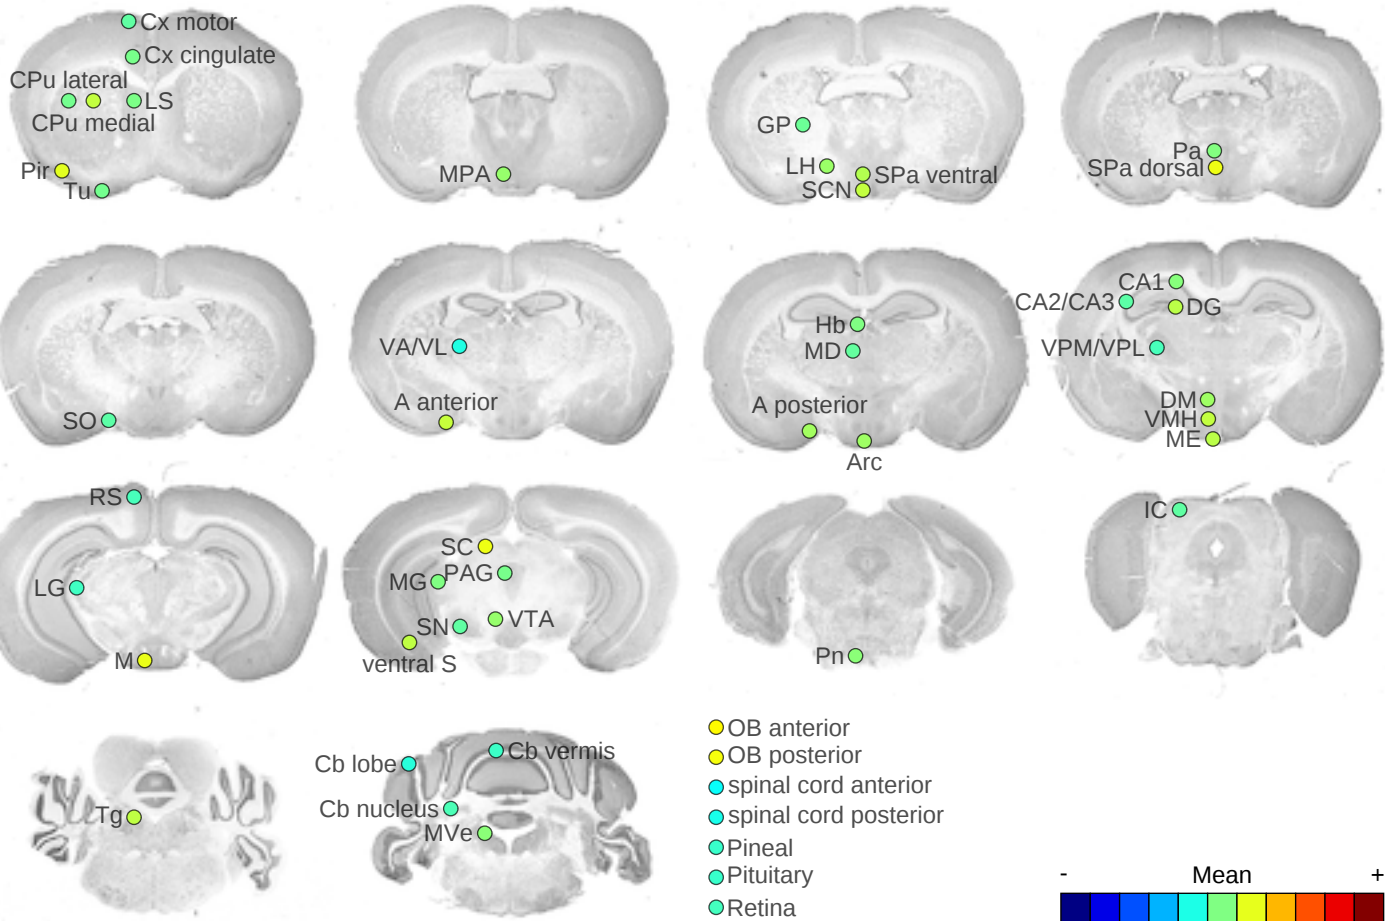 Cx motor
Cx cingulate
CPu lateral
LS
CPu medial
Pir
Tu
MPA
GP
LH
SPa ventral
SCN
Pa
SPa dorsal
SO
VA/VL
A anterior
Hb
MD
A posterior
Arc
CA1
CA2/CA3
DG
VPM/VPL
DM
VMH
ME
RS
LG
M
SC
MG
PAG
SN
VTA
ventral S
Pn
IC
Tg
Cb lobe
Cb vermis
Cb nucleus
MVe
OB anterior
OB posterior
spinal cord anterior
spinal cord posterior
Pineal
Pituitary
Retina
- Mean +